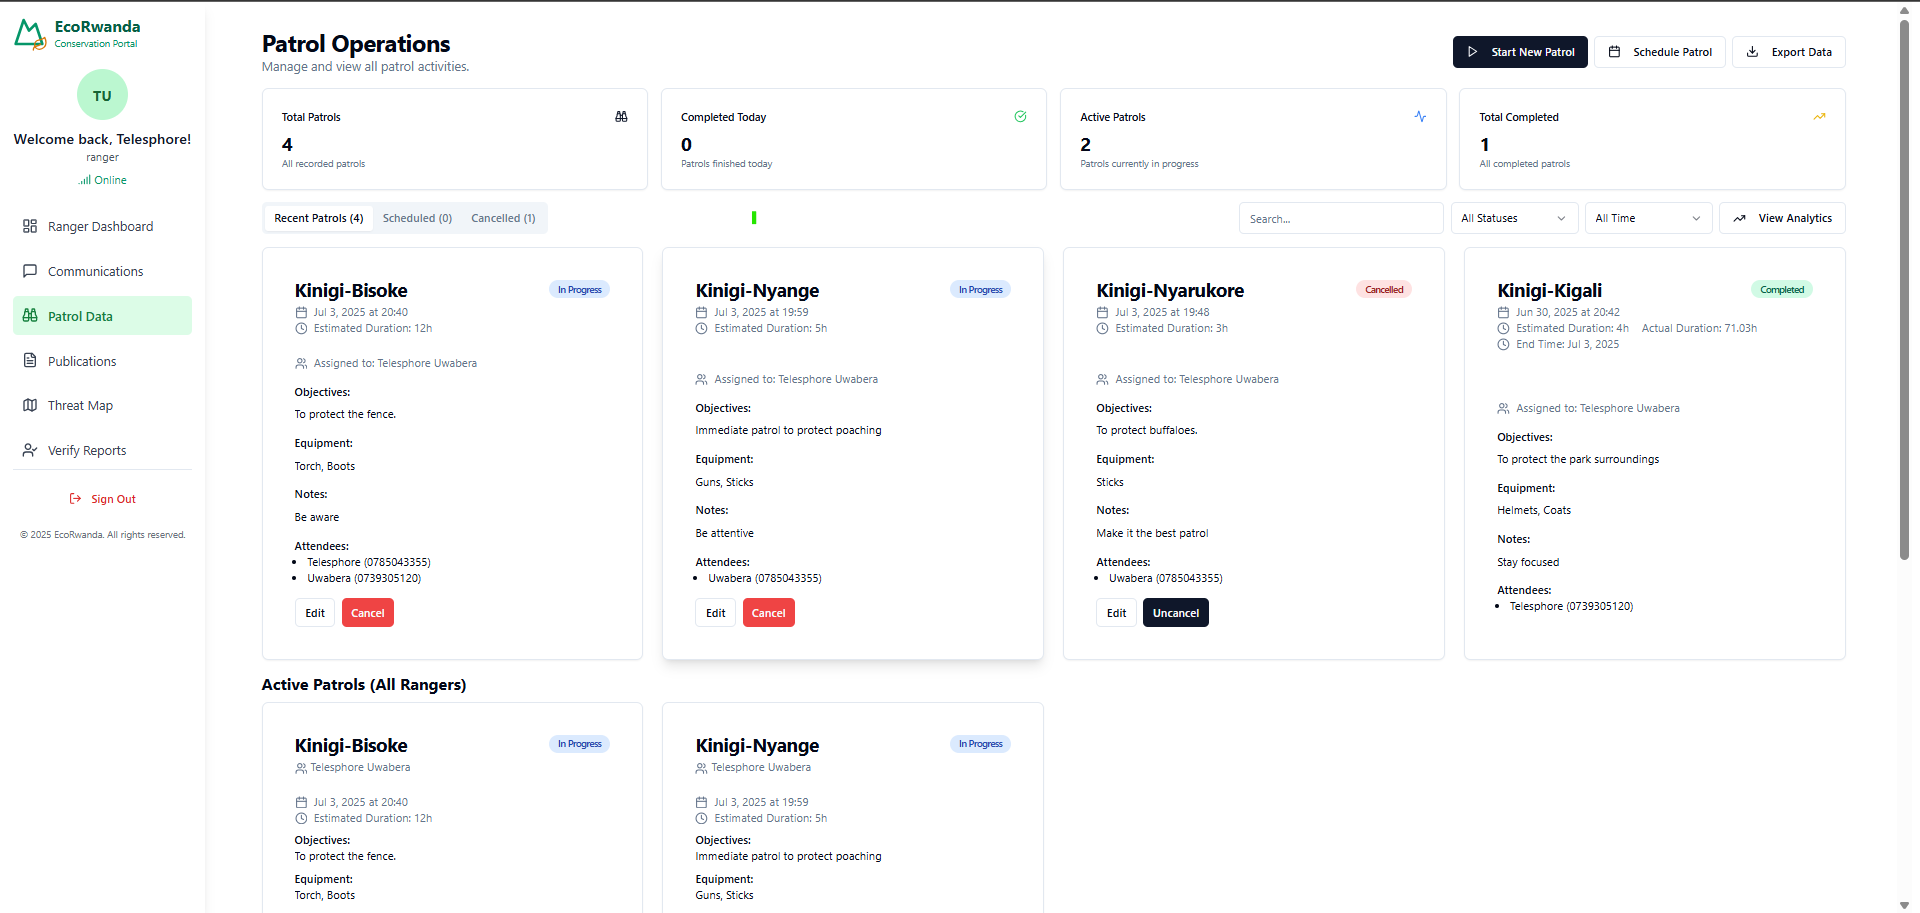 EcoRwanda
Conservation Portal
TU
Welcome back, Telesphore!
ranger
Online
Ranger Dashboard
Communications
Patrol Data
Publications
Threat Map
Verify Reports
Sign Out
© 2025 EcoRwanda. All rights reserved.
Patrol Operations
Manage and view all patrol activities.
Start New Patrol
Schedule Patrol
Export Data
Total Patrols
4
All recorded patrols
Completed Today
0
Patrols finished today
Active Patrols
2
Patrols currently in progress
Total Completed
1
All completed patrols
Recent Patrols (4)
Scheduled (0)
Cancelled (1)
Search...
All Statuses
All Time
View Analytics
Kinigi-Bisoke
In Progress
Jul 3, 2025 at 20:40
Estimated Duration: 12h
Assigned to: Telesphore Uwabera
Objectives:
To protect the fence.
Equipment:
Torch, Boots
Notes:
Be aware
Attendees:
• Telesphore (0785043355)
• Uwabera (0739305120)
Edit
Cancel
Kinigi-Nyange
In Progress
Jul 3, 2025 at 19:59
Estimated Duration: 5h
Assigned to: Telesphore Uwabera
Objectives:
Immediate patrol to protect poaching
Equipment:
Guns, Sticks
Notes:
Be attentive
Attendees:
• Uwabera (0785043355)
Edit
Cancel
Kinigi-Nyarukore
Cancelled
Jul 3, 2025 at 19:48
Estimated Duration: 3h
Assigned to: Telesphore Uwabera
Objectives:
To protect buffaloes.
Equipment:
Sticks
Notes:
Make it the best patrol
Attendees:
• Uwabera (0785043355)
Edit
Uncancel
Kinigi-Kigali
Completed
Jun 30, 2025 at 20:42
Estimated Duration: 4h Actual Duration: 71.03h
End Time: Jul 3, 2025
Assigned to: Telesphore Uwabera
Objectives:
To protect the park surroundings
Equipment:
Helmets, Coats
Notes:
Stay focused
Attendees:
• Telesphore (0739305120)
Active Patrols (All Rangers)
Kinigi-Bisoke
In Progress
Telesphore Uwabera
Jul 3, 2025 at 20:40
Estimated Duration: 12h
Objectives:
To protect the fence.
Equipment:
Torch, Boots
Kinigi-Nyange
In Progress
Telesphore Uwabera
Jul 3, 2025 at 19:59
Estimated Duration: 5h
Objectives:
Immediate patrol to protect poaching
Equipment:
Guns, Sticks